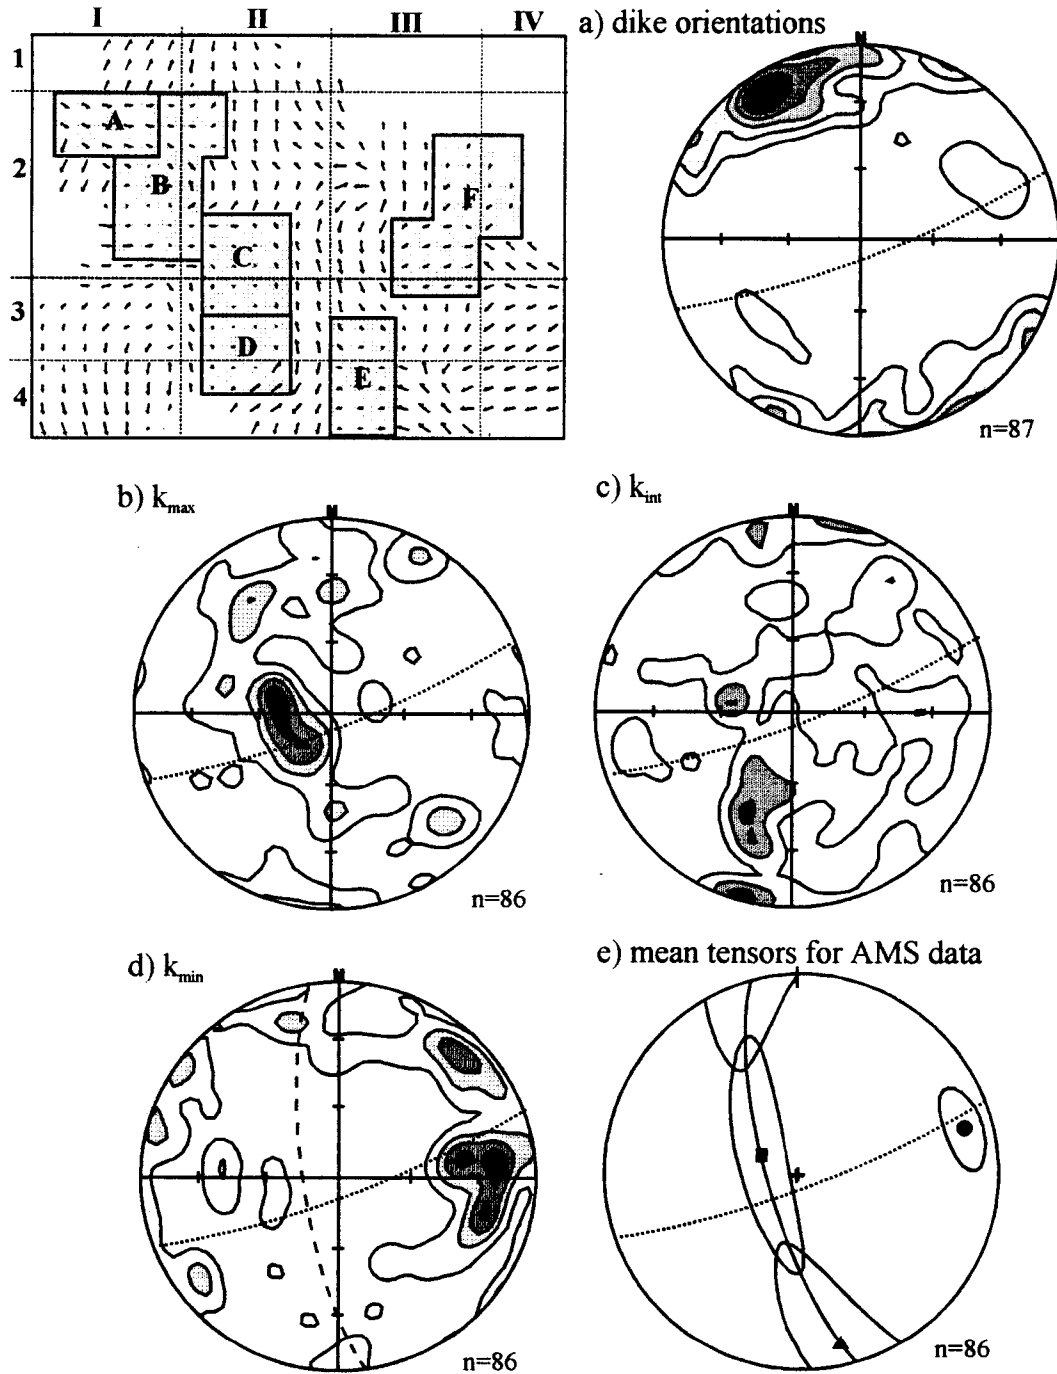 I II III IV
1
2
3
4
A
B
C
D
E
F
a) dike orientations
N
n=87
b) kmax
N
n=86
c) kint
N
n=86
d) kmin
N
n=86
e) mean tensors for AMS data
n=86